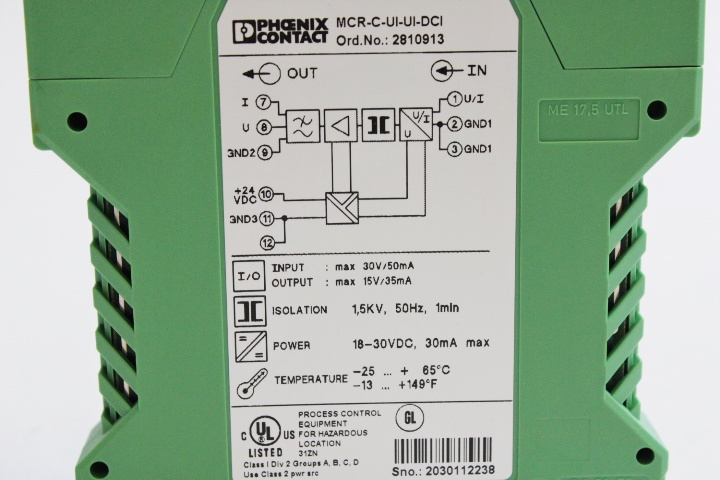 PHŒNIX CONTACT
MCR-C-UI-UI-DCI
Ord.No.: 2810913
OUT
IN
I 7
1 U/I
U 8
2 GND1
GND2 9
3 GND1
U/I
U
+24 VDC 10
GND3 11
12
ME 17,5 UTL
I/O
INPUT : max 30V/50mA
OUTPUT : max 15V/35mA
ISOLATION 1,5KV, 50Hz, 1min
POWER 18-30VDC, 30mA max
TEMPERATURE -25 ... + 65°C
-13 ... +149°F
C UL US
LISTED
PROCESS CONTROL
EQUIPMENT
FOR HAZARDOUS
LOCATION
31ZN
GL
Class I Div 2 Groups A, B, C, D
Use Class 2 pwr src
Sno.: 2030112238